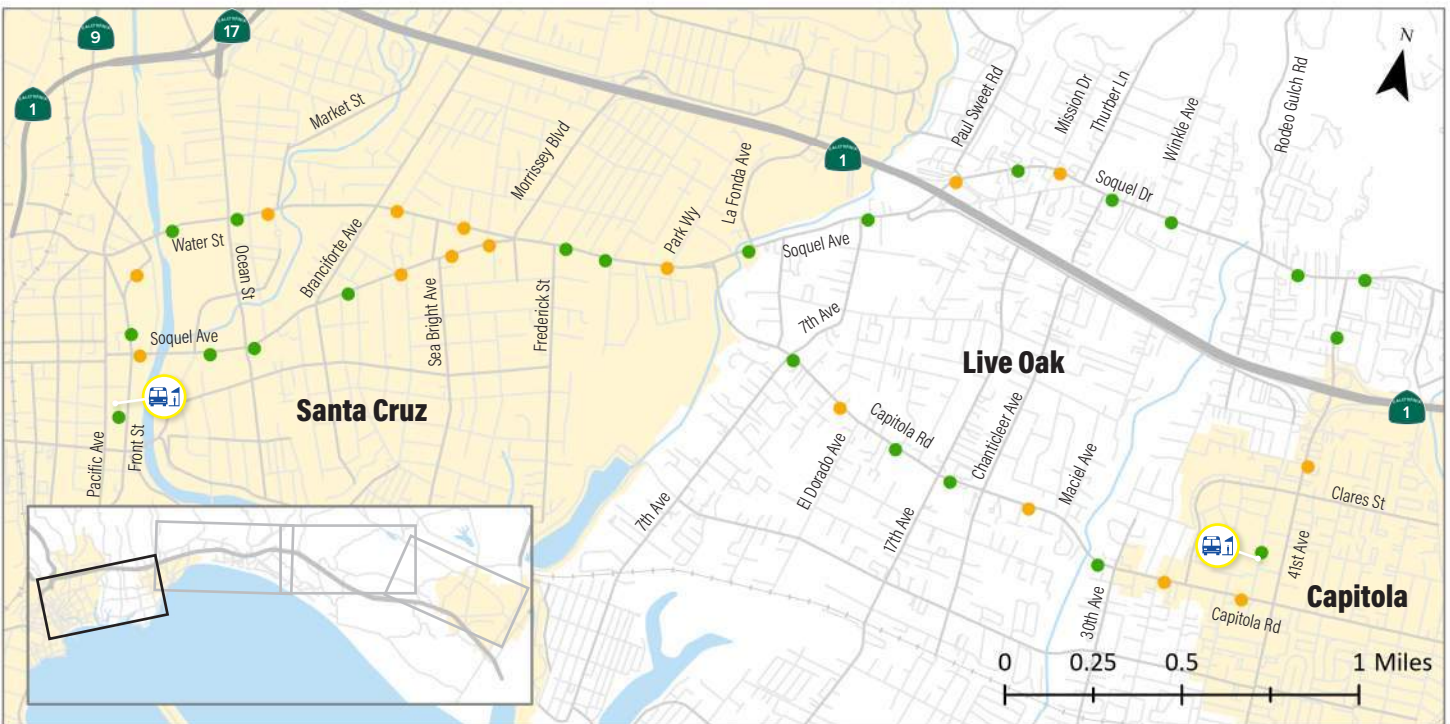 9
17
N
1
Market St
Paul Sweet Rd
Mission Dr
Thurber Ln
Winkle Ave
Rodeo Gulch Rd
Morrissey Blvd
La Fonda Ave
CALIFORNIA
1
Soquel Dr
Park Wy
Water St
Ocean St
Branciforte Ave
Soquel Ave
Sea Bright Ave
Frederick St
7th Ave
Soquel Ave
Live Oak
Santa Cruz
1
Capitola Rd
Chanticleer Ave
El Dorado Ave
Maciel Ave
Pacific Ave
Front St
Clares St
7th Ave
17th Ave
41st Ave
Capitola
30th Ave
Capitola Rd
0 0.25 0.5 1 Miles